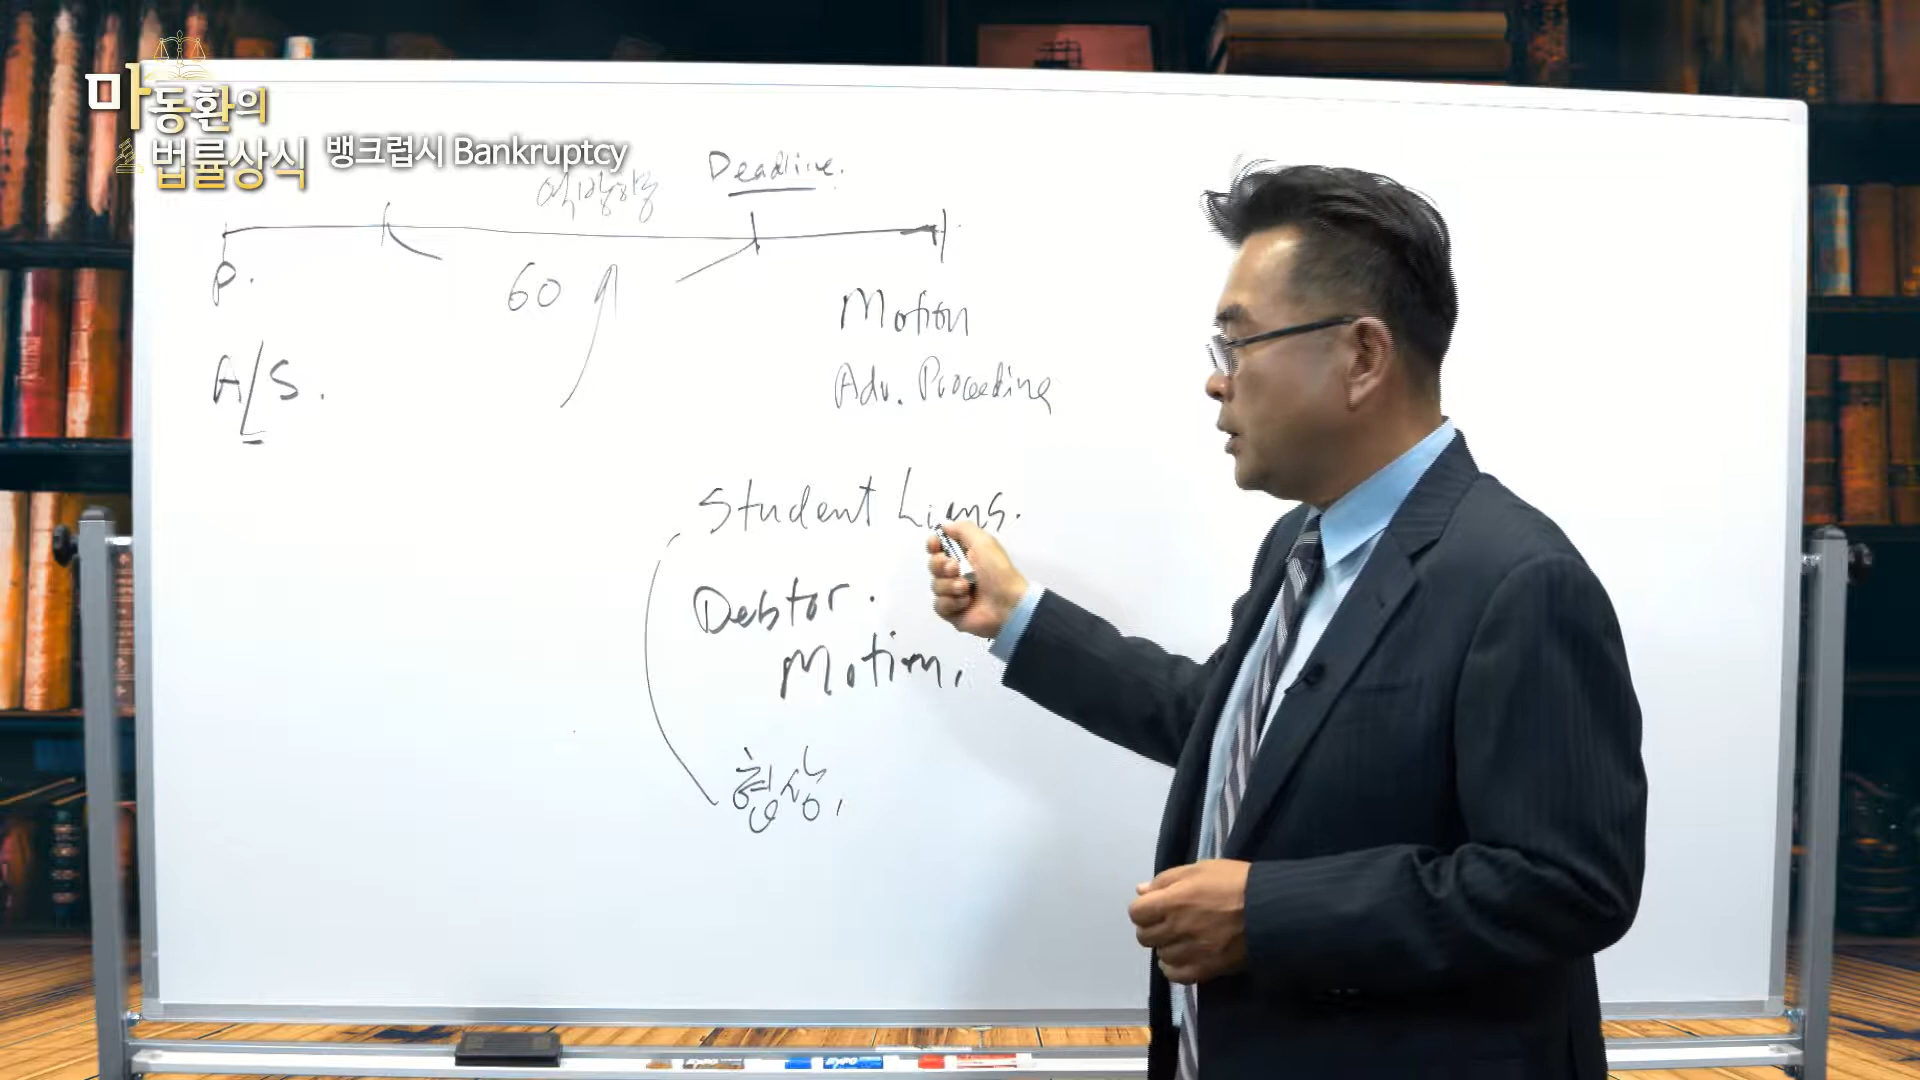 마동환의
법률상식
뱅크럽시 Bankruptcy
Deadline.
P.
60
Motion
A/S.
Adv. Proceeding
Student Liens.
Debtor.
Motion.
협상.